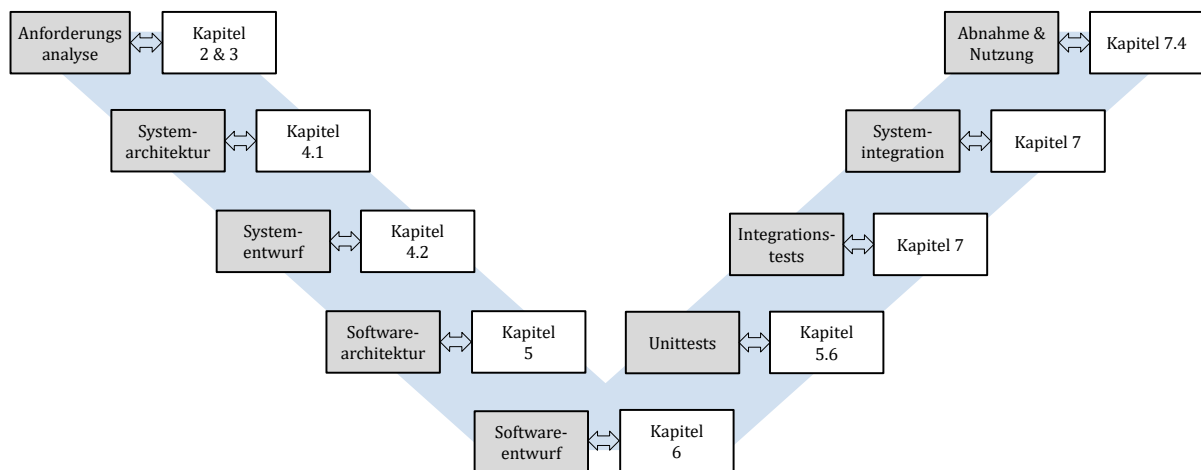 Anforderungs
analyse
Kapitel
2 & 3
Abnahme &
Nutzung
Kapitel 7.4
System-
architektur
Kapitel
4.1
System-
integration
Kapitel 7
System-
entwurf
Kapitel
4.2
Integrations-
tests
Kapitel 7
Software-
architektur
Kapitel
5
Unittests
Kapitel
5.6
Software-
entwurf
Kapitel
6